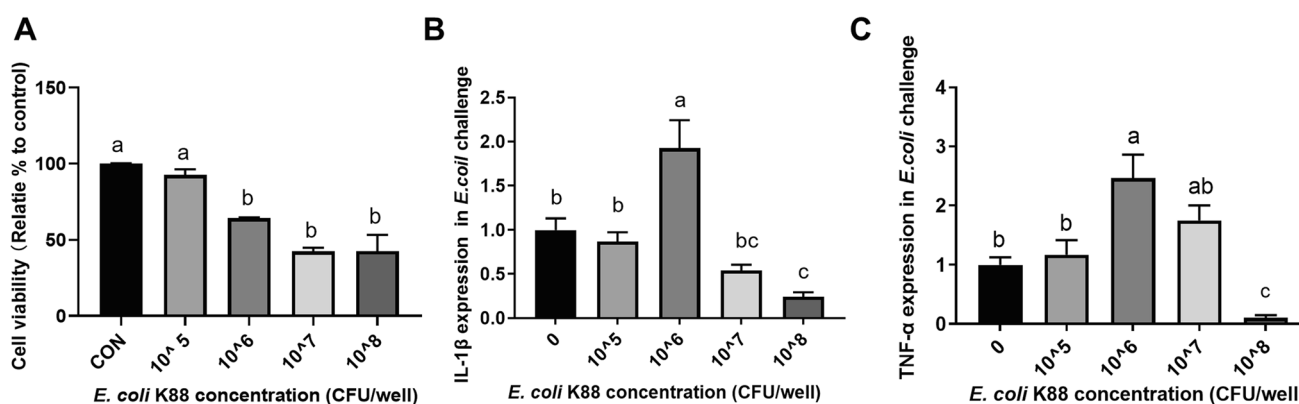 A
Cell viability (Relatie % to control)
150
100
50
0
a
a
b
b
b
CON
10^ 5
10^6
10^7
10^8
E. coli K88 concentration (CFU/well)
B
IL-1β expression in E.coil challenge
2.5
2.0
1.5
1.0
0.5
0.0
b
b
a
bc
c
0
10^5
10^6
10^7
10^8
E. coli K88 concentration (CFU/well)
C
TNF-α expression in E.coli challenge
4
3
2
1
0
b
b
a
ab
c
0
10^5
10^6
10^7
10^8
E. coli K88 concentration (CFU/well